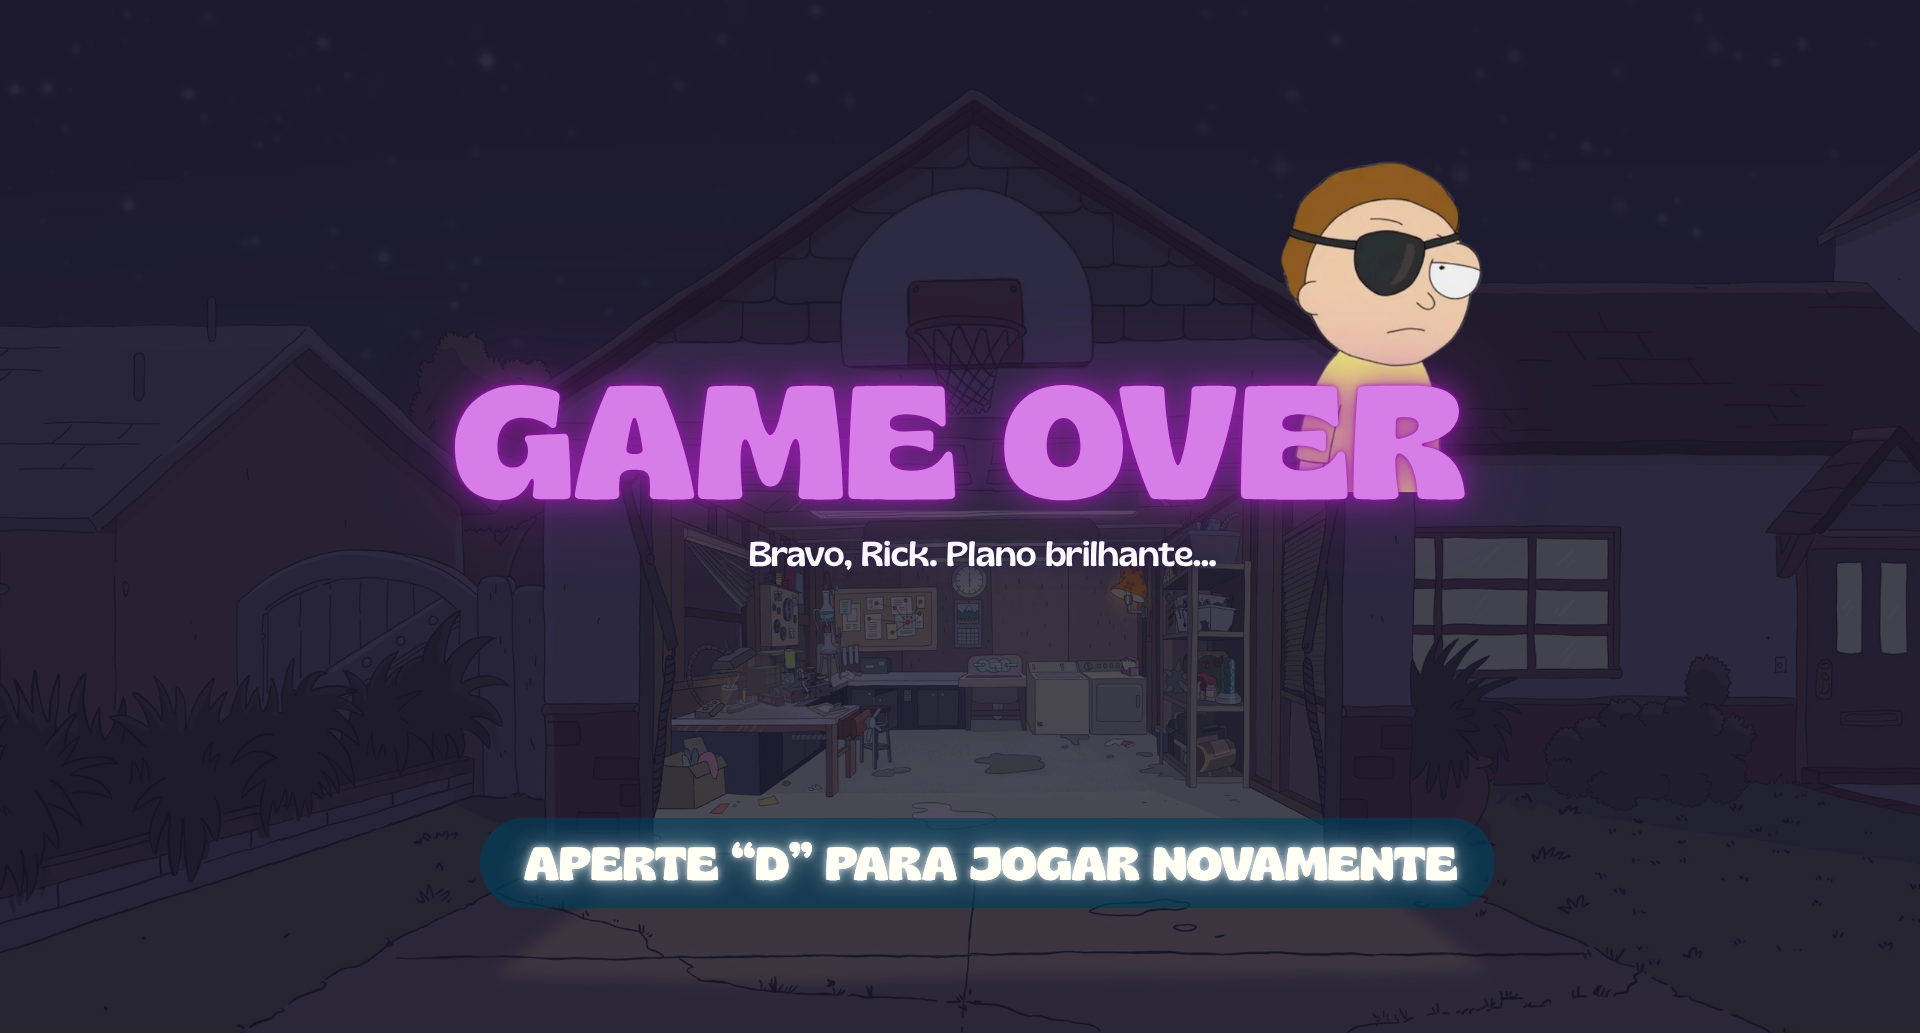 GAME OVER
Bravo, Rick. Plano brilhante...
APERTE “D” PARA JOGAR NOVAMENTE